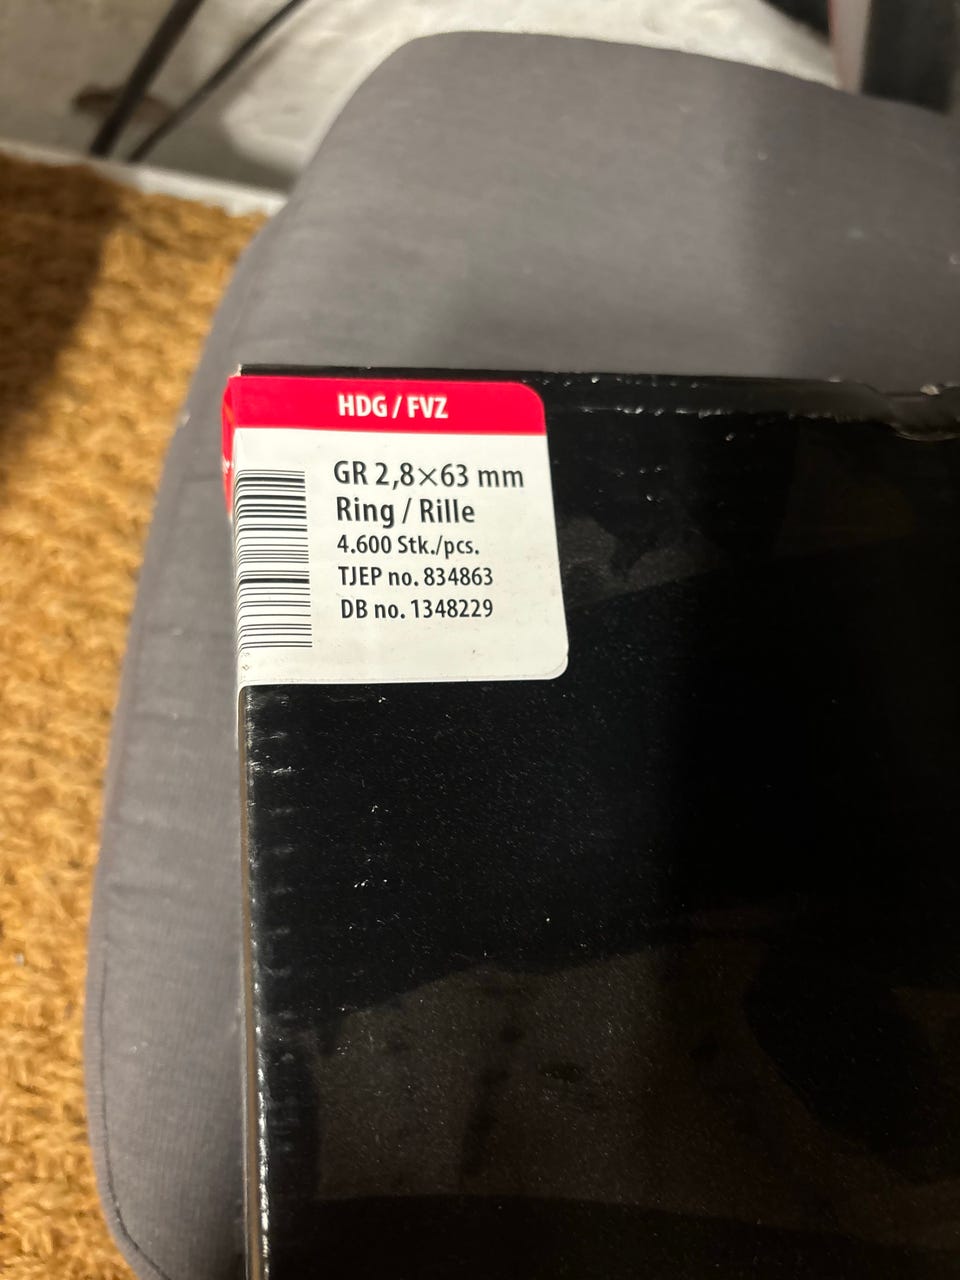 HDG / FVZ
GR 2,8×63 mm
Ring / Rille
4.600 Stk./pcs.
TJEP no. 834863
DB no. 1348229